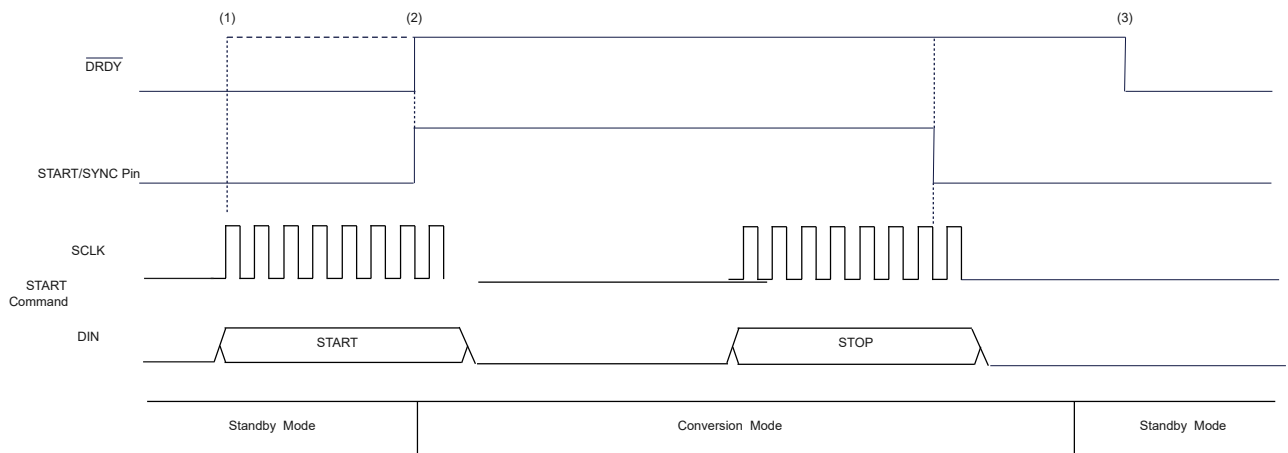 (1) (2) (3)
DRDY
START/SYNC Pin
SCLK
START
Command
DIN
START
STOP
Standby Mode
Conversion Mode
Standby Mode